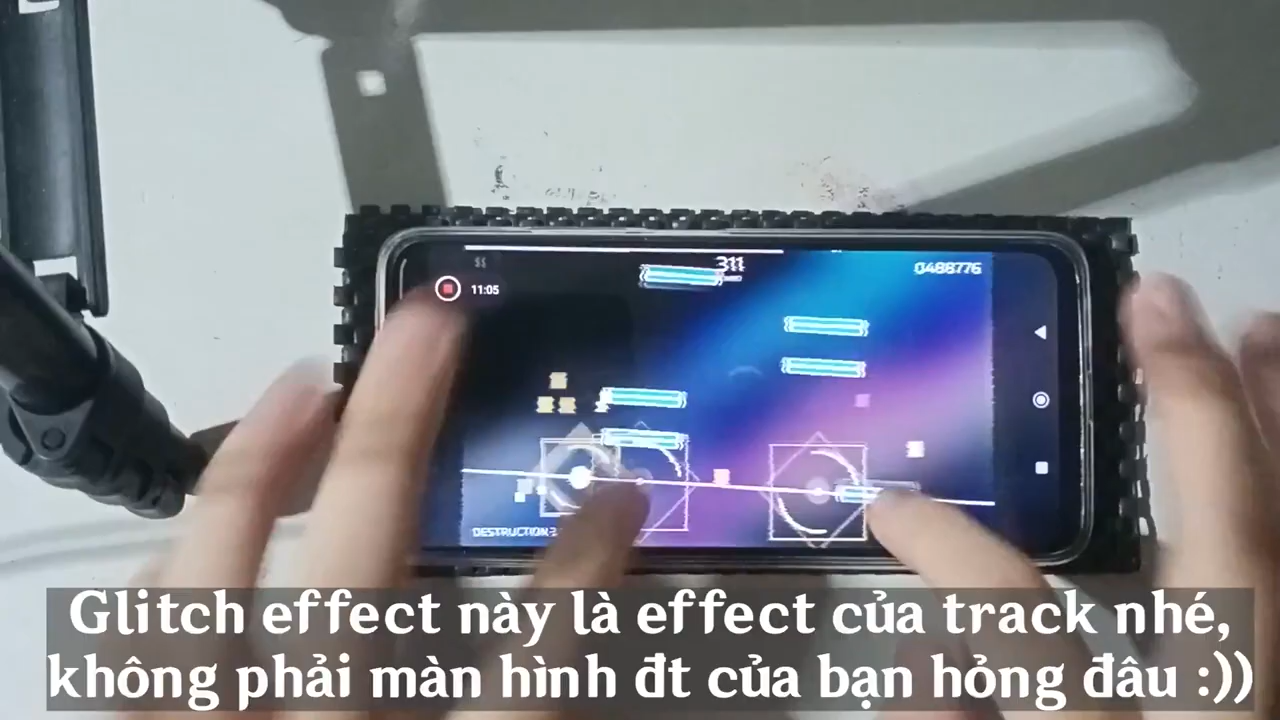 311
0488776
11:05
Glitch effect này là effect của track nhé,
không phải màn hình đt của bạn hỏng đâu :))